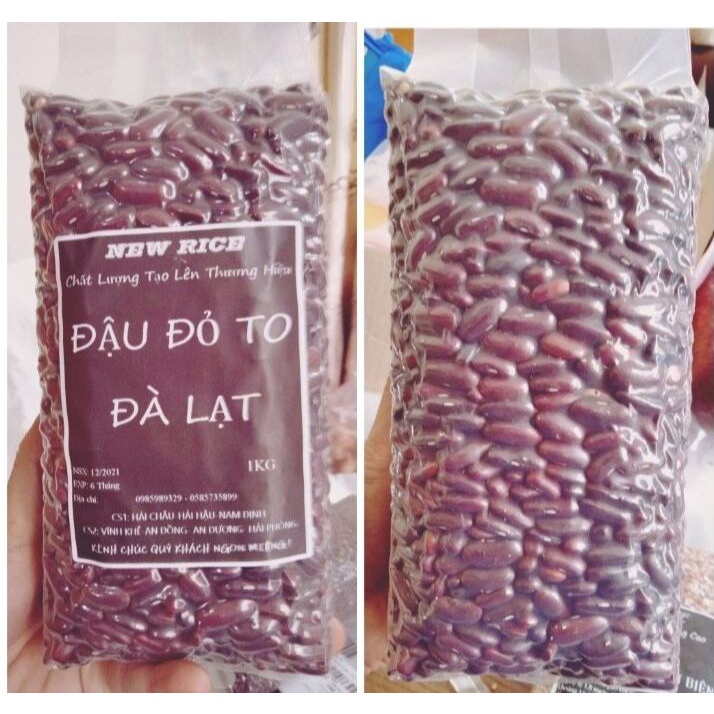 NEW RICE
Chất Lượng Tạo Lên Thương Hiệu
ĐẬU ĐỎ TO
ĐÀ LẠT
1KG
NSX: 12/2021
EXP: 6 Tháng
Địa chỉ: 0985989329 - 0585735899
CS1: HẢI CHÂU HẢI HẬU NAM ĐỊNH
CS2: VĨNH KHÊ AN ĐỒNG AN DƯƠNG HẢI PHÒNG
KÍNH CHÚC QUÝ KHÁCH NGON MIỆNG!
Cao
BIÊN